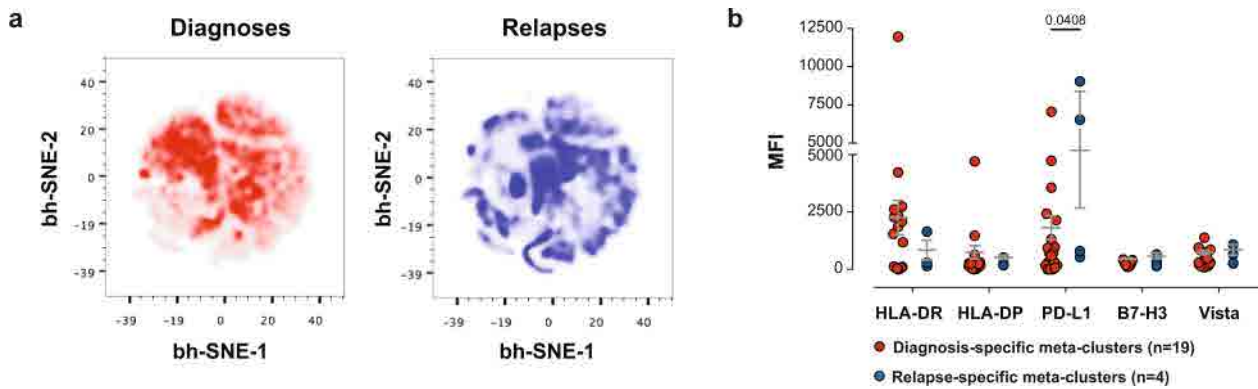 a
Diagnoses
Relapses
bh-SNE-2
40
20
0
-19
-39
-39 -19 0 20 40
bh-SNE-1
bh-SNE-2
40
20
0
-19
-39
-39 -19 0 20 40
bh-SNE-1
b
0.0408
MFI
12500
10000
7500
5000
5000
2500
0
HLA-DR HLA-DP PD-L1 B7-H3 Vista
Diagnosis-specific meta-clusters (n=19)
Relapse-specific meta-clusters (n=4)